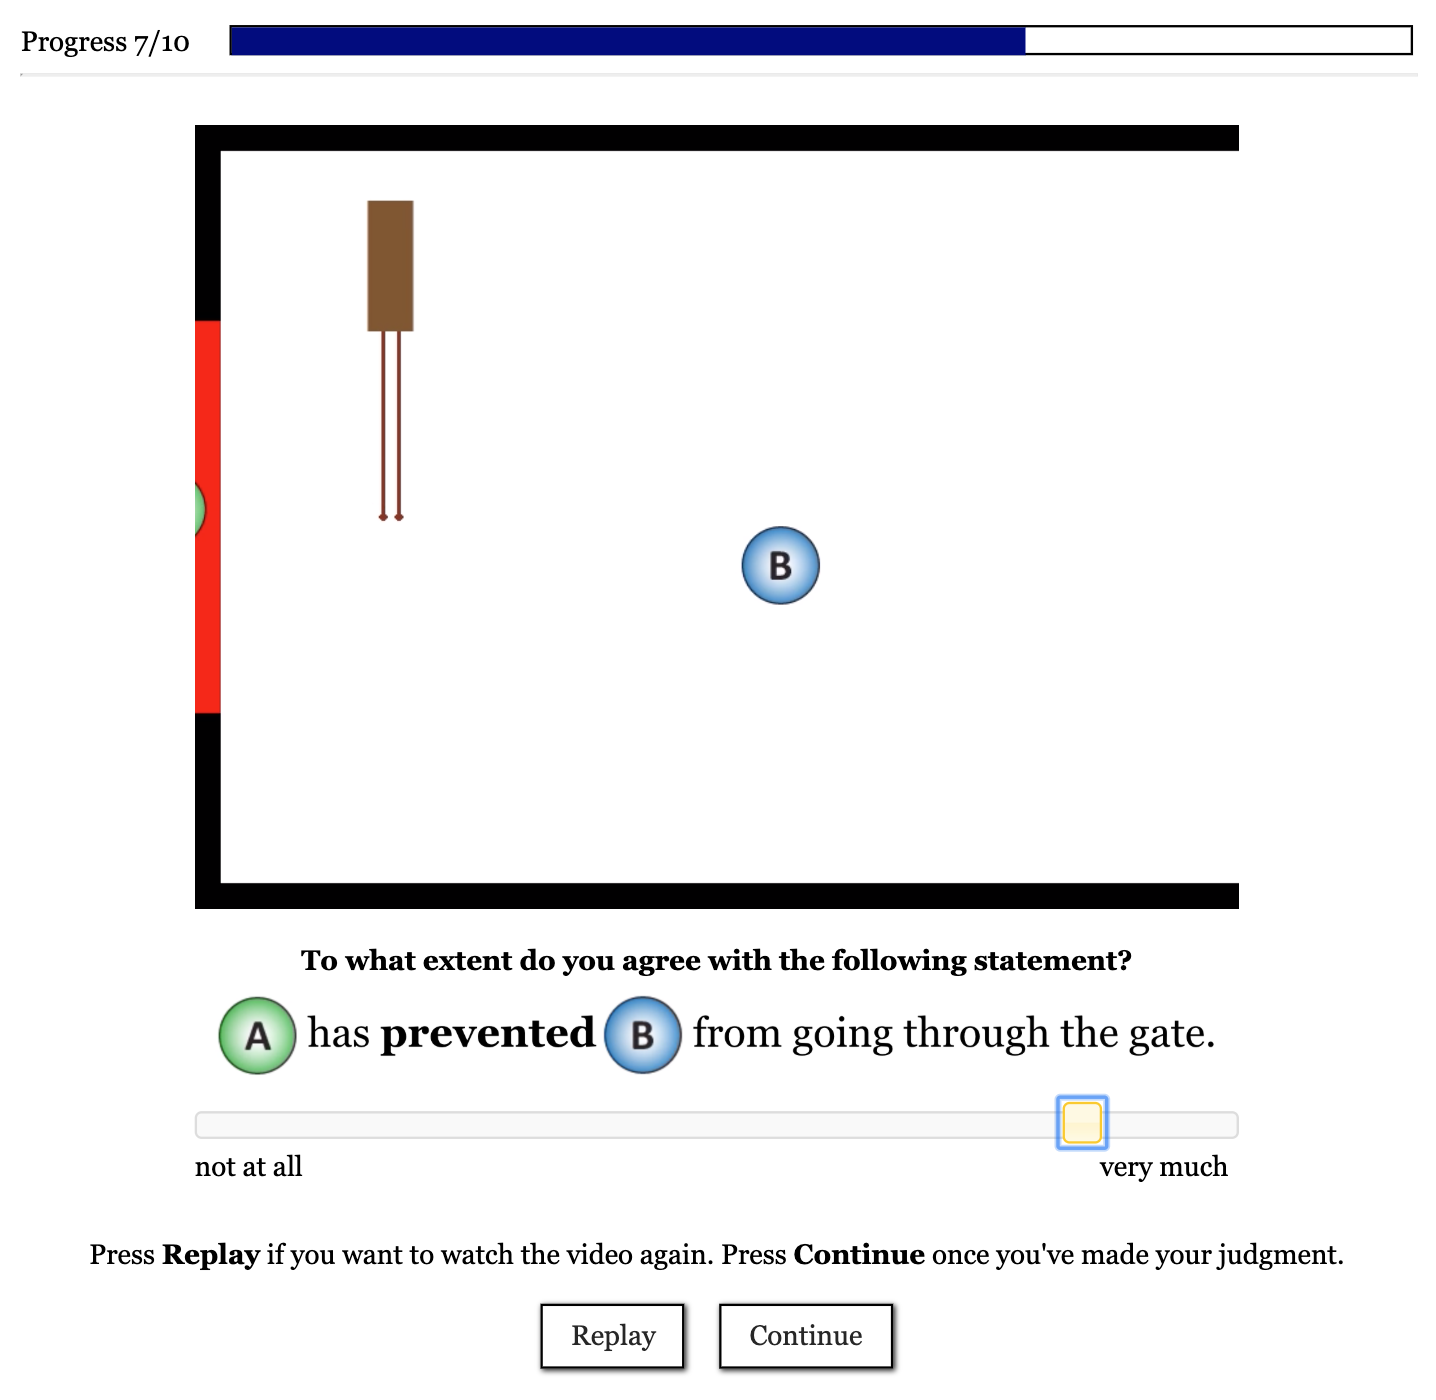 Progress 7/10
B
To what extent do you agree with the following statement?
A has prevented B from going through the gate.
not at all very much
Press Replay if you want to watch the video again. Press Continue once you've made your judgment.
Replay Continue